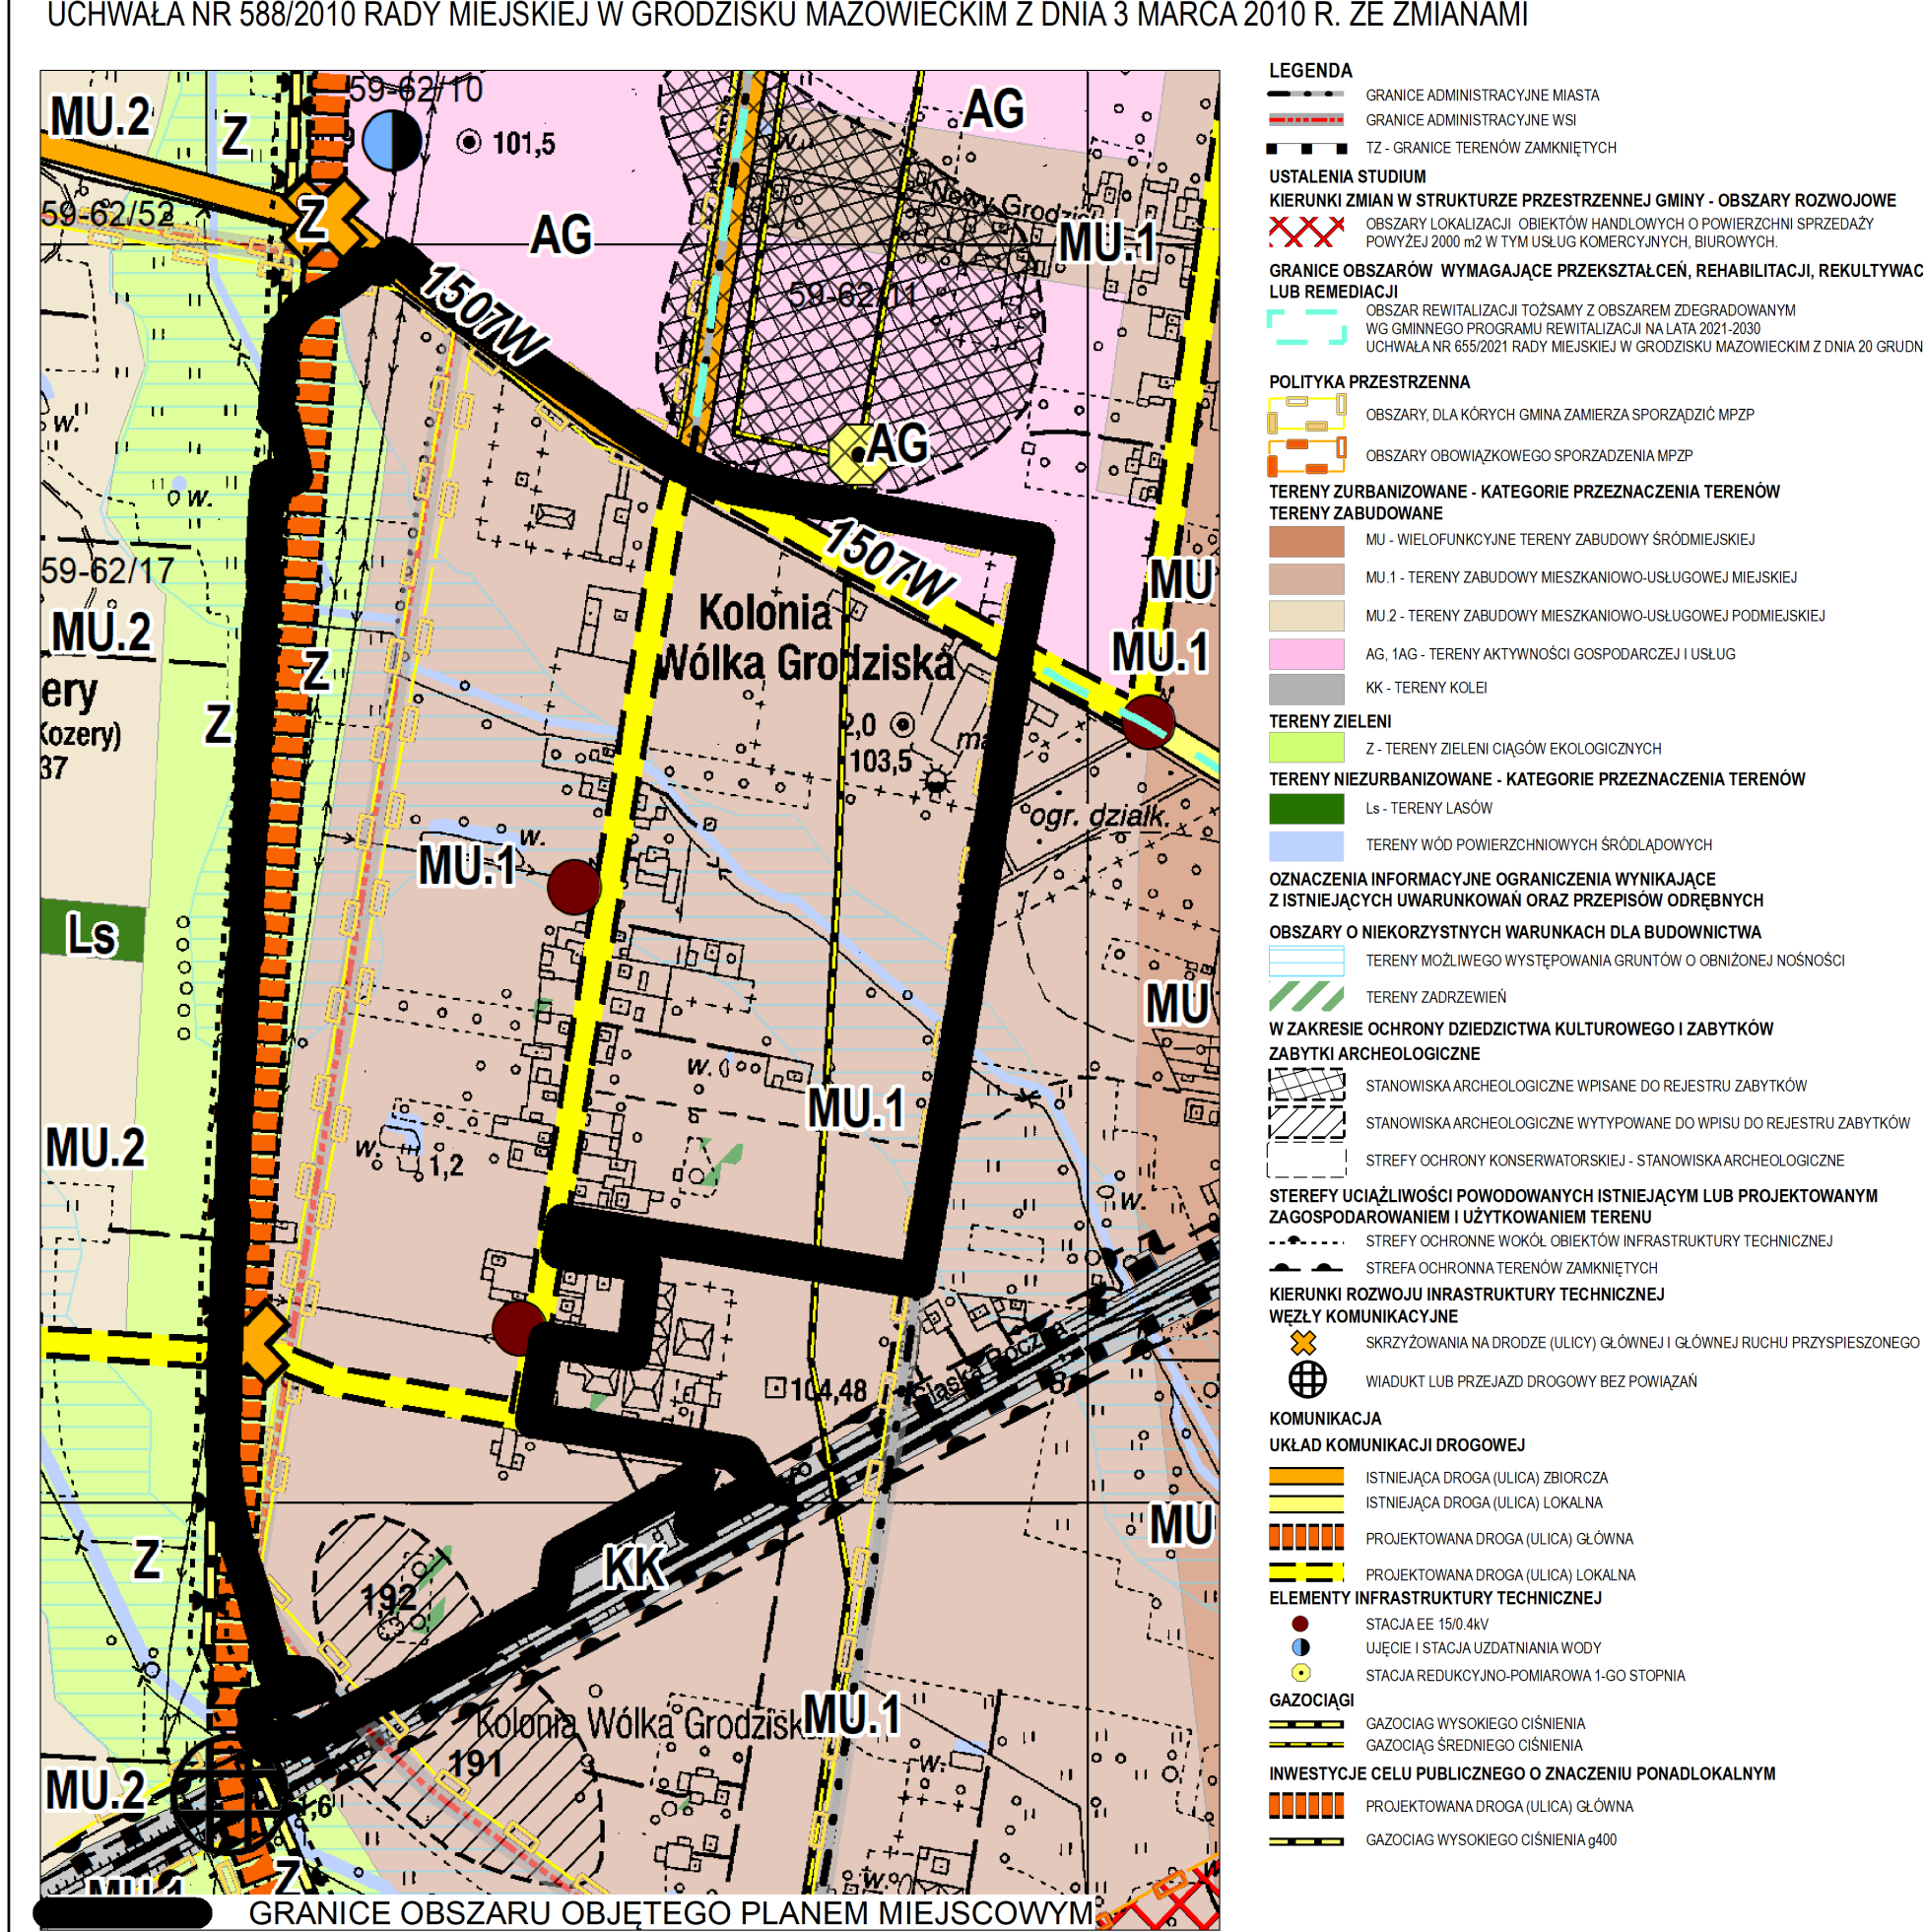 UCHWAŁA NR 588/2010 RADY MIEJSKIEJ W GRODZISKU MAZOWIECKIM Z DNIA 3 MARCA 2010 R. ZE ZMIANAMI
MU.2
Z
59-62/10
101,5
AG
59-62/52
Z
AG
Nowy Grodzi
MU.1
1507W
59-62/11
w.
AG
w.
59-62/17
1507W
MU
MU.2
Kolonia
Wólka Grodziska
MU.1
Z
ery
Z
(ozery)
37
2,0
103,5
ma
ogr. działk.
MU.1
w.
Ls
MU
w.
MU.1
MU.2
w.
1,2
w.
104,48
MU
Z
KK
192
Kolonia Wólka Grodzisk
MU.1
191
w.
MU.2
1,6
Z
w.
MU.1
GRANICE OBSZARU OBJĘTEGO PLANEM MIEJSCOWYM
LEGENDA
GRANICE ADMINISTRACYJNE MIASTA
GRANICE ADMINISTRACYJNE WSI
TZ - GRANICE TERENÓW ZAMKNIĘTYCH
USTALENIA STUDIUM
KIERUNKI ZMIAN W STRUKTURZE PRZESTRZENNEJ GMINY - OBSZARY ROZWOJOWE
OBSZARY LOKALIZACJI OBIEKTÓW HANDLOWYCH O POWIERZCHNI SPRZEDAŻY
POWYŻEJ 2000 m2 W TYM USŁUG KOMERCYJNYCH, BIUROWYCH.
GRANICE OBSZARÓW WYMAGAJĄCE PRZEKSZTAŁCEŃ, REHABILITACJI, REKULTYWAC
LUB REMEDIACJI
OBSZAR REWITALIZACJI TOŻSAMY Z OBSZAREM ZDEGRADOWANYM
WG GMINNEGO PROGRAMU REWITALIZACJI NA LATA 2021-2030
UCHWAŁA NR 655/2021 RADY MIEJSKIEJ W GRODZISKU MAZOWIECKIM Z DNIA 20 GRUDN
POLITYKA PRZESTRZENNA
OBSZARY, DLA KÓRYCH GMINA ZAMIERZA SPORZĄDZIĆ MPZP
OBSZARY OBOWIĄZKOWEGO SPORZADZENIA MPZP
TERENY ZURBANIZOWANE - KATEGORIE PRZEZNACZENIA TERENÓW
TERENY ZABUDOWANE
MU - WIELOFUNKCYJNE TERENY ZABUDOWY ŚRÓDMIEJSKIEJ
MU.1 - TERENY ZABUDOWY MIESZKANIOWO-USŁUGOWEJ MIEJSKIEJ
MU.2 - TERENY ZABUDOWY MIESZKANIOWO-USŁUGOWEJ PODMIEJSKIEJ
AG, 1AG - TERENY AKTYWNOŚCI GOSPODARCZEJ I USŁUG
KK - TERENY KOLEI
TERENY ZIELENI
Z - TERENY ZIELENI CIĄGÓW EKOLOGICZNYCH
TERENY NIEZURBANIZOWANE - KATEGORIE PRZEZNACZENIA TERENÓW
Ls - TERENY LASÓW
TERENY WÓD POWIERZCHNIOWYCH ŚRÓDLĄDOWYCH
OZNACZENIA INFORMACYJNE OGRANICZENIA WYNIKAJĄCE
Z ISTNIEJĄCYCH UWARUNKOWAŃ ORAZ PRZEPISÓW ODRĘBNYCH
OBSZARY O NIEKORZYSTNYCH WARUNKACH DLA BUDOWNICTWA
TERENY MOŻLIWEGO WYSTĘPOWANIA GRUNTÓW O OBNIŻONEJ NOŚNOŚCI
TERENY ZADRZEWIEŃ
W ZAKRESIE OCHRONY DZIEDZICTWA KULTUROWEGO I ZABYTKÓW
ZABYTKI ARCHEOLOGICZNE
STANOWISKA ARCHEOLOGICZNE WPISANE DO REJESTRU ZABYTKÓW
STANOWISKA ARCHEOLOGICZNE WYTYPOWANE DO WPISU DO REJESTRU ZABYTKÓW
STREFY OCHRONY KONSERWATORSKIEJ - STANOWISKA ARCHEOLOGICZNE
STEREFY UCIĄŻLIWOŚCI POWODOWANYCH ISTNIEJĄCYM LUB PROJEKTOWANYM
ZAGOSPODAROWANIEM I UŻYTKOWANIEM TERENU
STREFY OCHRONNE WOKÓŁ OBIEKTÓW INFRASTRUKTURY TECHNICZNEJ
STREFA OCHRONNA TERENÓW ZAMKNIĘTYCH
KIERUNKI ROZWOJU INRASTRUKTURY TECHNICZNEJ
WĘZŁY KOMUNIKACYJNE
SKRZYŻOWANIA NA DRODZE (ULICY) GŁÓWNEJ I GŁÓWNEJ RUCHU PRZYSPIESZONEGO
WIADUKT LUB PRZEJAZD DROGOWY BEZ POWIĄZAŃ
KOMUNIKACJA
UKŁAD KOMUNIKACJI DROGOWEJ
ISTNIEJĄCA DROGA (ULICA) ZBIORCZA
ISTNIEJĄCA DROGA (ULICA) LOKALNA
PROJEKTOWANA DROGA (ULICA) GŁÓWNA
PROJEKTOWANA DROGA (ULICA) LOKALNA
ELEMENTY INFRASTRUKTURY TECHNICZNEJ
STACJA EE 15/0.4kV
UJĘCIE I STACJA UZDATNIANIA WODY
STACJA REDUKCYJNO-POMIAROWA 1-GO STOPNIA
GAZOCIĄGI
GAZOCIAG WYSOKIEGO CIŚNIENIA
GAZOCIĄG ŚREDNIEGO CIŚNIENIA
INWESTYCJE CELU PUBLICZNEGO O ZNACZENIU PONADLOKALNYM
PROJEKTOWANA DROGA (ULICA) GŁÓWNA
GAZOCIAG WYSOKIEGO CIŚNIENIA g400